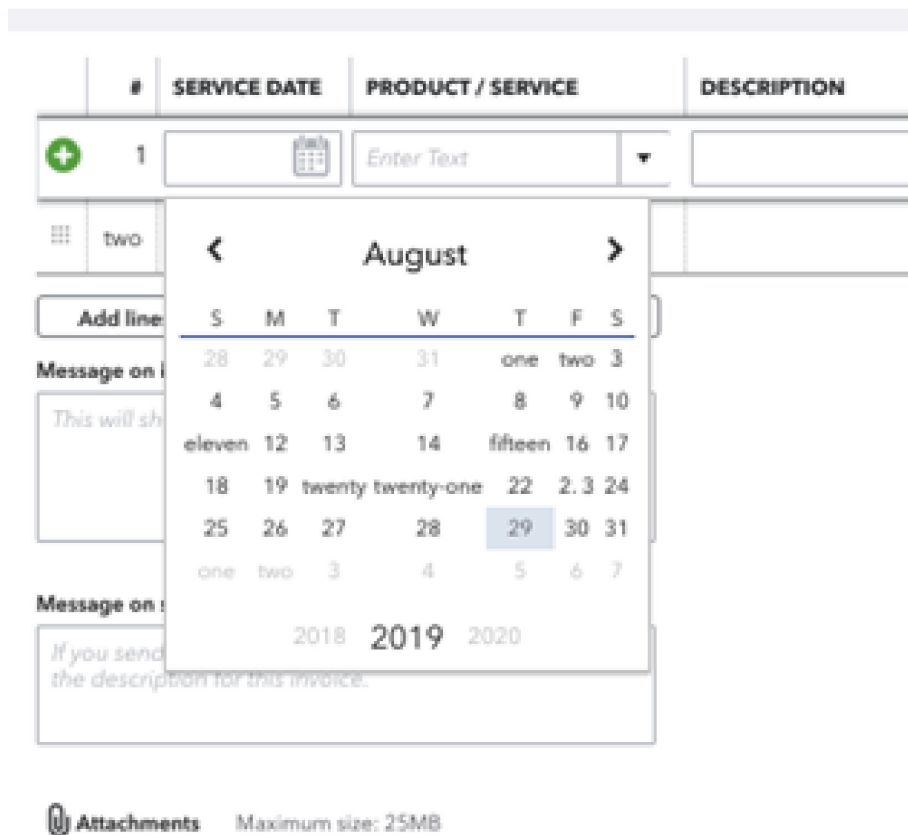 # SERVICE DATE PRODUCT / SERVICE DESCRIPTION
1 Enter Text
two
August
Add line
S M T W T F S
28 29 30 31 one two 3
Message on i
4 5 6 7 8 9 10
This will sh
eleven 12 13 14 fifteen 16 17
18 19 twenty twenty-one 22 2. 3 24
25 26 27 28 29 30 31
one two 3 4 5 6 7
Message on s
2018 2019 2020
If you send
the description for this invoice.
Attachments Maximum size: 25MB